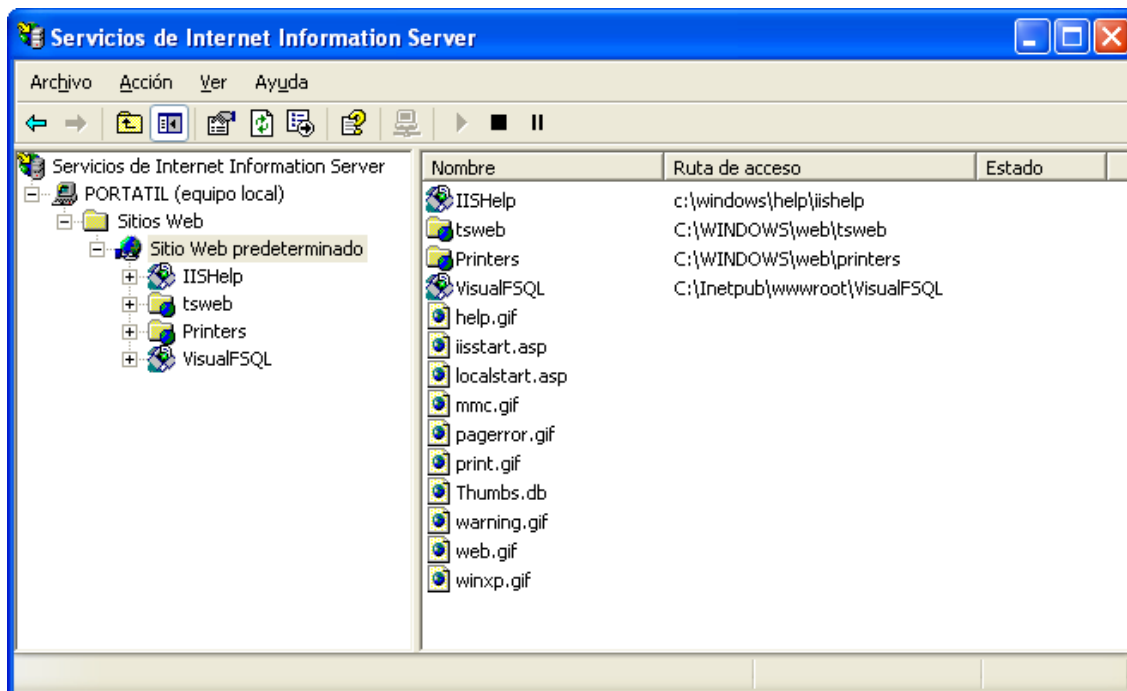 Servicios de Internet Information Server
Archivo Acción Ver Ayuda
Servicios de Internet Information Server
PORTATIL (equipo local)
Sitios Web
Sitio Web predeterminado
IISHelp
tsweb
Printers
VisualFSQL
Nombre Ruta de acceso Estado
IISHelp c:\windows\help\iishelp
tsweb C:\WINDOWS\web\tsweb
Printers C:\WINDOWS\web\printers
VisualFSQL C:\Inetpub\wwwroot\VisualFSQL
help.gif
iisstart.asp
localstart.asp
mmc.gif
pagerror.gif
print.gif
Thumbs.db
warning.gif
web.gif
winxp.gif